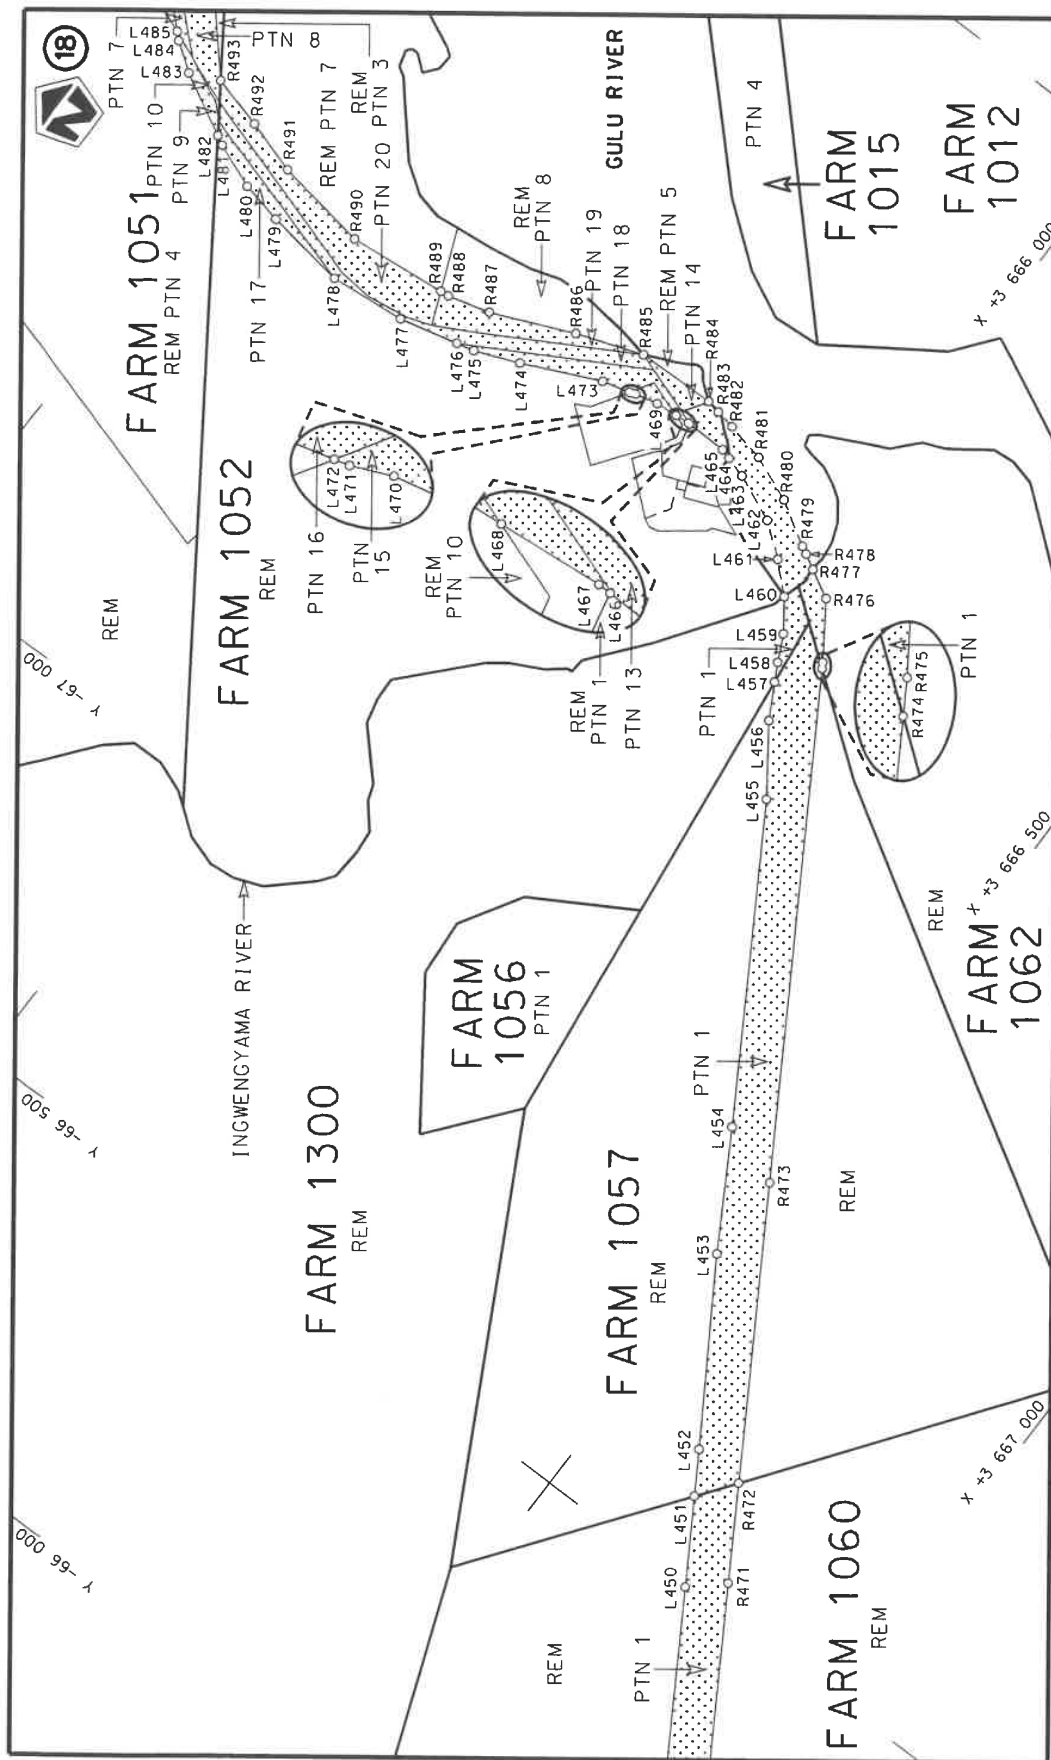 18
PTN 7
L485
L484
L483
PTN 10
PTN 9
L482
L481
L480
L479
PTN 17
L478
L477
L476
L475
L474
L473
L469
PTN 8
R493
R492
R491
REM PTN 7
REM
PTN 3
PTN 20
R490
R489
R488
R487
R486
REM
PTN 8
PTN 19
PTN 18
REM PTN 5
PTN 14
R485
R484
R483
R482
R481
R480
R479
R478
R477
R476
GULU RIVER
PTN 4
FARM
1015
FARM
1012
X +3 666 000
FARM 1051
REM PTN 4
REM
FARM 1052
REM
PTN 16
L472
L471
L470
PTN
15
REM
PTN 10
L468
L467
L466
REM
PTN 1
PTN 13
L465
L464
L463
L462
L461
L460
L459
L458
L457
L456
L455
PTN 1
R474
R475
PTN 1
Y -67 000
INGWENGYAMA RIVER
FARM
1056
PTN 1
X +3 666 500
REM
FARM
1062
Y -66 500
FARM 1300
REM
PTN 1
L454
R473
L453
FARM 1057
REM
REM
L452
L451
R472
L450
R471
X +3 667 000
Y -66 000
REM
PTN 1
FARM 1060
REM